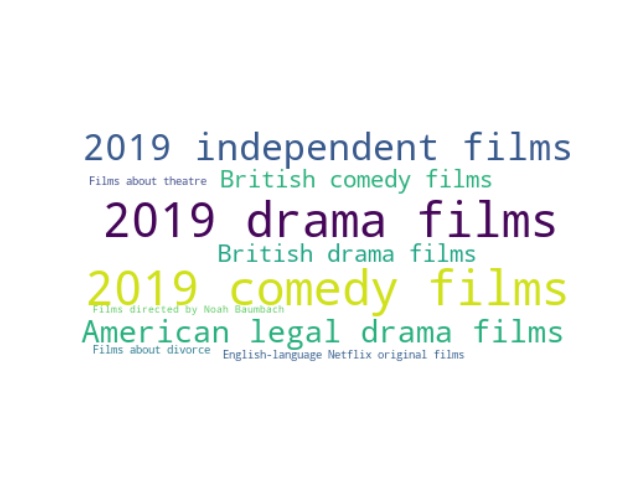 2019 independent films
Films about theatre British comedy films
2019 drama films
British drama films
2019 comedy films
Films directed by Noah Baumbach
American legal drama films
Films about divorce English-language Netflix original films